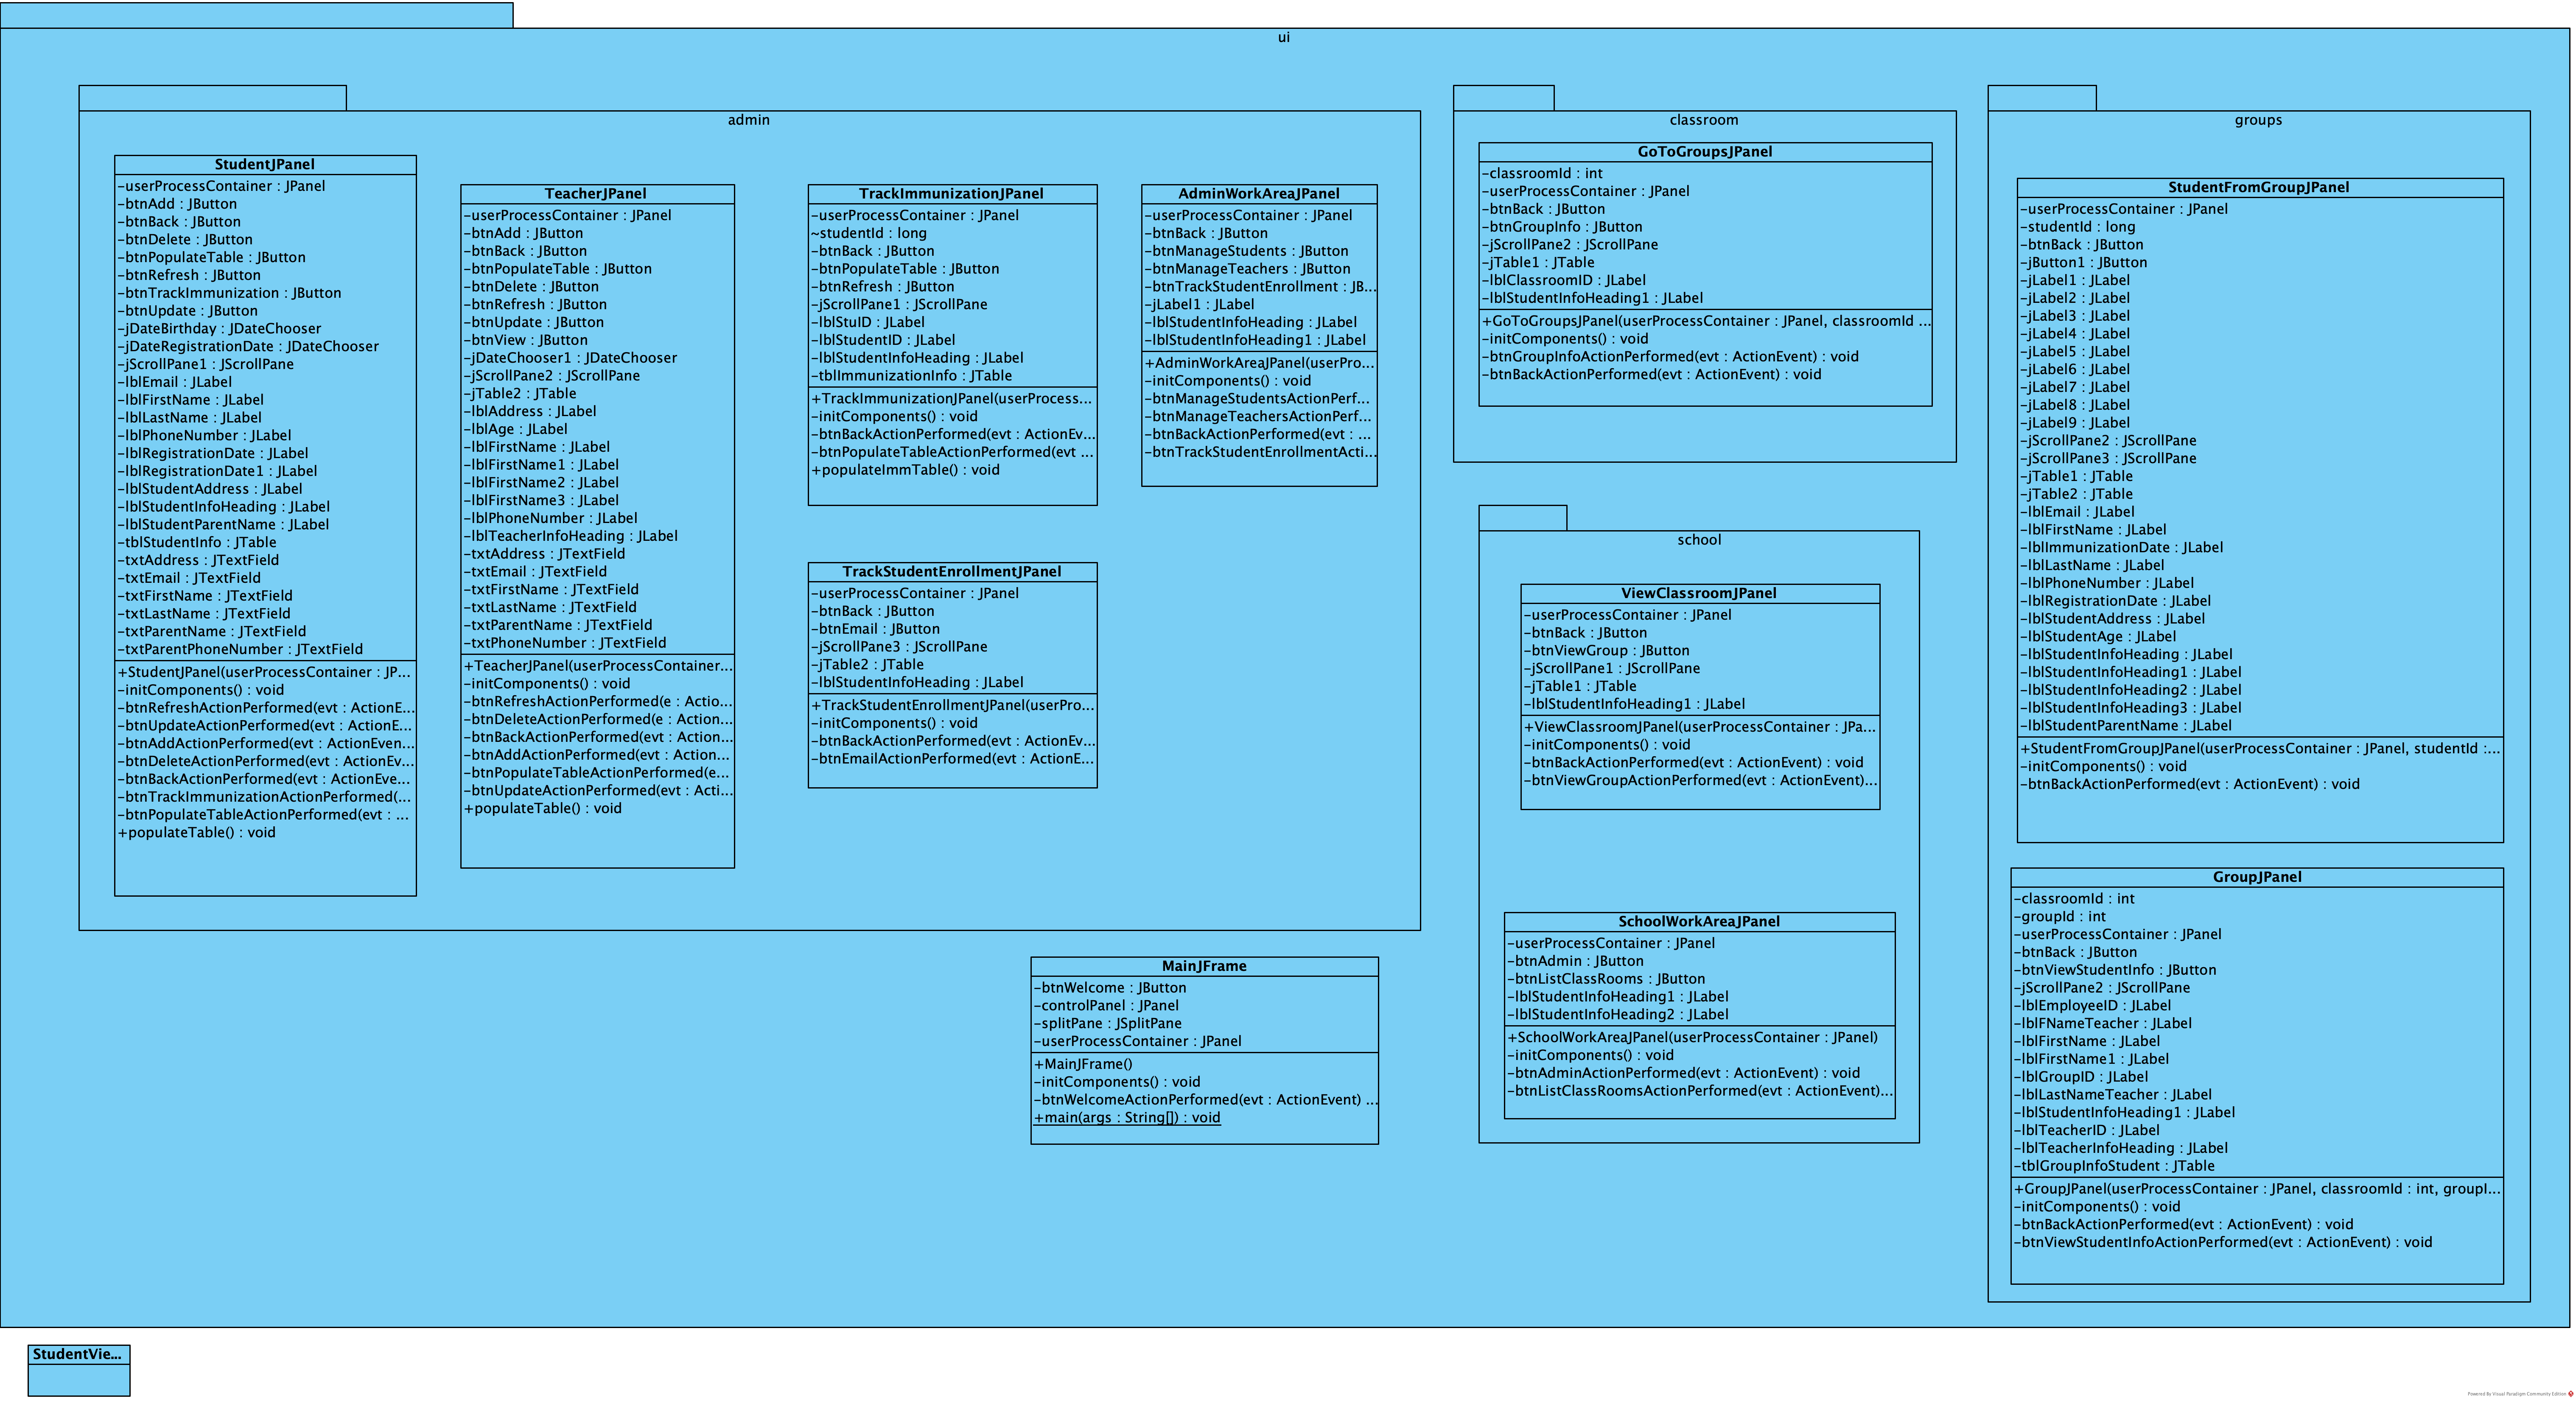 ui
admin
StudentJPanel
-userProcessContainer : JPanel
-btnAdd : JButton
-btnBack : JButton
-btnDelete : JButton
-btnPopulateTable : JButton
-btnRefresh : JButton
-btnTrackImmunization : JButton
-btnUpdate : JButton
-jDateBirthday : JDateChooser
-jDateRegistrationDate : JDateChooser
-jScrollPane1 : JScrollPane
-lblEmail : JLabel
-lblFirstName : JLabel
-lblLastName : JLabel
-lblPhoneNumber : JLabel
-lblRegistrationDate : JLabel
-lblRegistrationDate1 : JLabel
-lblStudentAddress : JLabel
-lblStudentInfoHeading : JLabel
-lblStudentParentName : JLabel
-tblStudentInfo : JTable
-txtAddress : JTextField
-txtEmail : JTextField
-txtFirstName : JTextField
-txtLastName : JTextField
-txtParentName : JTextField
-txtParentPhoneNumber : JTextField
+StudentJPanel(userProcessContainer : JP...
-initComponents() : void
-btnRefreshActionPerformed(evt : ActionE...
-btnUpdateActionPerformed(evt : ActionE...
-btnAddActionPerformed(evt : ActionEven...
-btnDeleteActionPerformed(evt : ActionEv...
-btnBackActionPerformed(evt : ActionEve...
-btnTrackImmunizationActionPerformed(...
-btnPopulateTableActionPerformed(evt : ...
+populateTable() : void
TeacherJPanel
-userProcessContainer : JPanel
-btnAdd : JButton
-btnBack : JButton
-btnPopulateTable : JButton
-btnDelete : JButton
-btnRefresh : JButton
-btnUpdate : JButton
-btnView : JButton
-jDateChooser1 : JDateChooser
-jScrollPane2 : JScrollPane
-jTable2 : JTable
-lblAddress : JLabel
-lblAge : JLabel
-lblFirstName : JLabel
-lblFirstName1 : JLabel
-lblFirstName2 : JLabel
-lblFirstName3 : JLabel
-lblPhoneNumber : JLabel
-lblTeacherInfoHeading : JLabel
-txtAddress : JTextField
-txtEmail : JTextField
-txtFirstName : JTextField
-txtLastName : JTextField
-txtParentName : JTextField
-txtPhoneNumber : JTextField
+TeacherJPanel(userProcessContainer...
-initComponents() : void
-btnRefreshActionPerformed(e : Actio...
-btnDeleteActionPerformed(e : Action...
-btnBackActionPerformed(evt : Action...
-btnAddActionPerformed(evt : Action...
-btnPopulateTableActionPerformed(e...
-btnUpdateActionPerformed(evt : Acti...
+populateTable() : void
TrackImmunizationJPanel
-userProcessContainer : JPanel
~studentId : long
-btnBack : JButton
-btnPopulateTable : JButton
-btnRefresh : JButton
-jScrollPane1 : JScrollPane
-lblStuID : JLabel
-lblStudentID : JLabel
-lblStudentInfoHeading : JLabel
-tblImmunizationInfo : JTable
+TrackImmunizationJPanel(userProcess...
-initComponents() : void
-btnBackActionPerformed(evt : ActionEv...
-btnPopulateTableActionPerformed(evt ...
+populateImmTable() : void
AdminWorkAreaJPanel
-userProcessContainer : JPanel
-btnBack : JButton
-btnManageStudents : JButton
-btnManageTeachers : JButton
-btnTrackStudentEnrollment : JB...
-jLabel1 : JLabel
-lblStudentInfoHeading : JLabel
-lblStudentInfoHeading1 : JLabel
+AdminWorkAreaJPanel(userPro...
-initComponents() : void
-btnManageStudentsActionPerf...
-btnManageTeachersActionPerf...
-btnBackActionPerformed(evt : ...
-btnTrackStudentEnrollmentActi...
TrackStudentEnrollmentJPanel
-userProcessContainer : JPanel
-btnBack : JButton
-btnEmail : JButton
-jScrollPane3 : JScrollPane
-jTable2 : JTable
-lblStudentInfoHeading : JLabel
+TrackStudentEnrollmentJPanel(userPro...
-initComponents() : void
-btnBackActionPerformed(evt : ActionEv...
-btnEmailActionPerformed(evt : ActionE...
MainJFrame
-btnWelcome : JButton
-controlPanel : JPanel
-splitPane : JSplitPane
-userProcessContainer : JPanel
+MainJFrame()
-initComponents() : void
-btnWelcomeActionPerformed(evt : ActionEvent) ...
+main(args : String[]) : void
classroom
GoToGroupsJPanel
-classroomId : int
-userProcessContainer : JPanel
-btnBack : JButton
-btnGroupInfo : JButton
-jScrollPane2 : JScrollPane
-jTable1 : JTable
-lblClassroomID : JLabel
-lblStudentInfoHeading1 : JLabel
+GoToGroupsJPanel(userProcessContainer : JPanel, classroomId ...
-initComponents() : void
-btnGroupInfoActionPerformed(evt : ActionEvent) : void
-btnBackActionPerformed(evt : ActionEvent) : void
school
ViewClassroomJPanel
-userProcessContainer : JPanel
-btnBack : JButton
-btnViewGroup : JButton
-jScrollPane1 : JScrollPane
-jTable1 : JTable
-lblStudentInfoHeading1 : JLabel
+ViewClassroomJPanel(userProcessContainer : JPa...
-initComponents() : void
-btnBackActionPerformed(evt : ActionEvent) : void
-btnViewGroupActionPerformed(evt : ActionEvent)...
SchoolWorkAreaJPanel
-userProcessContainer : JPanel
-btnAdmin : JButton
-btnListClassRooms : JButton
-lblStudentInfoHeading1 : JLabel
-lblStudentInfoHeading2 : JLabel
+SchoolWorkAreaJPanel(userProcessContainer : JPanel)
-initComponents() : void
-btnAdminActionPerformed(evt : ActionEvent) : void
-btnListClassRoomsActionPerformed(evt : ActionEvent)...
groups
StudentFromGroupJPanel
-userProcessContainer : JPanel
-studentId : long
-btnBack : JButton
-jButton1 : JButton
-jLabel1 : JLabel
-jLabel2 : JLabel
-jLabel3 : JLabel
-jLabel4 : JLabel
-jLabel5 : JLabel
-jLabel6 : JLabel
-jLabel7 : JLabel
-jLabel8 : JLabel
-jLabel9 : JLabel
-jScrollPane2 : JScrollPane
-jScrollPane3 : JScrollPane
-jTable1 : JTable
-jTable2 : JTable
-lblEmail : JLabel
-lblFirstName : JLabel
-lblImmunizationDate : JLabel
-lblLastName : JLabel
-lblPhoneNumber : JLabel
-lblRegistrationDate : JLabel
-lblStudentAddress : JLabel
-lblStudentAge : JLabel
-lblStudentInfoHeading : JLabel
-lblStudentInfoHeading1 : JLabel
-lblStudentInfoHeading2 : JLabel
-lblStudentInfoHeading3 : JLabel
-lblStudentParentName : JLabel
+StudentFromGroupJPanel(userProcessContainer : JPanel, studentId :...
-initComponents() : void
-btnBackActionPerformed(evt : ActionEvent) : void
GroupJPanel
-classroomId : int
-groupId : int
-userProcessContainer : JPanel
-btnBack : JButton
-btnViewStudentInfo : JButton
-jScrollPane2 : JScrollPane
-lblEmployeeID : JLabel
-lblFNameTeacher : JLabel
-lblFirstName : JLabel
-lblFirstName1 : JLabel
-lblGroupID : JLabel
-lblLastNameTeacher : JLabel
-lblStudentInfoHeading1 : JLabel
-lblTeacherID : JLabel
-lblTeacherInfoHeading : JLabel
-tblGroupInfoStudent : JTable
+GroupJPanel(userProcessContainer : JPanel, classroomId : int, groupI...
-initComponents() : void
-btnBackActionPerformed(evt : ActionEvent) : void
-btnViewStudentInfoActionPerformed(evt : ActionEvent) : void
StudentVie...
Powered By Visual Paradigm Community Edition